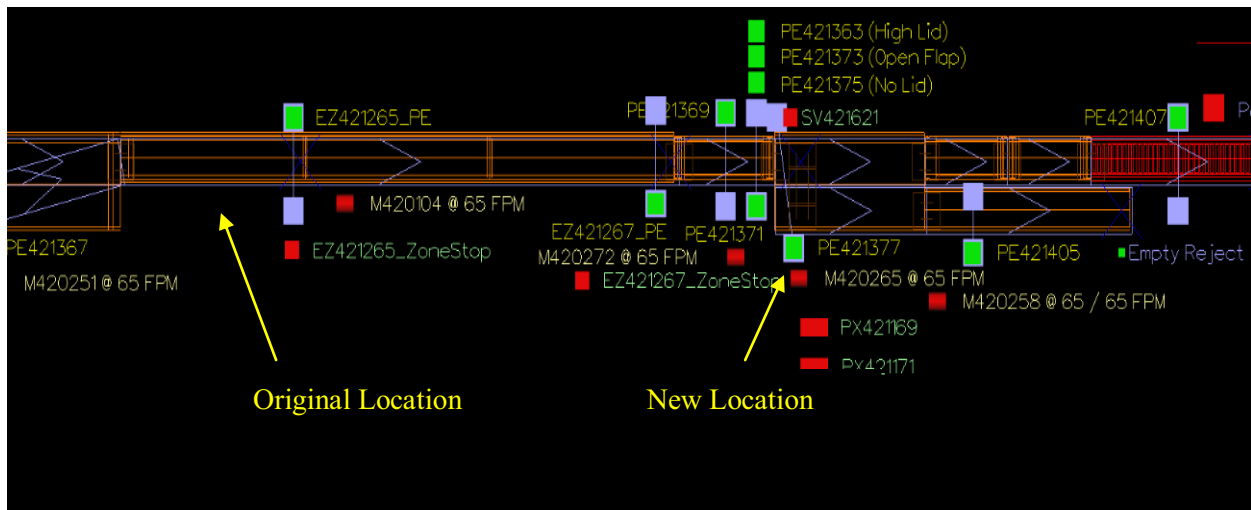 PE421363 (High Lid)
PE421373 (Open Flap)
PE421375 (No Lid)
EZ421265_PE
PE421369
SV421621
PE421407
M420104 @ 65 FPM
PE421367
EZ421265_ZoneStop
EZ421267_PE
PE421371
PE421377
PE421405
Empty Reject
M420251 @ 65 FPM
M420272 @ 65 FPM
EZ421267_ZoneStop
M420265 @ 65 FPM
M420258 @ 65 / 65 FPM
PX421169
PX421171
Original Location
New Location